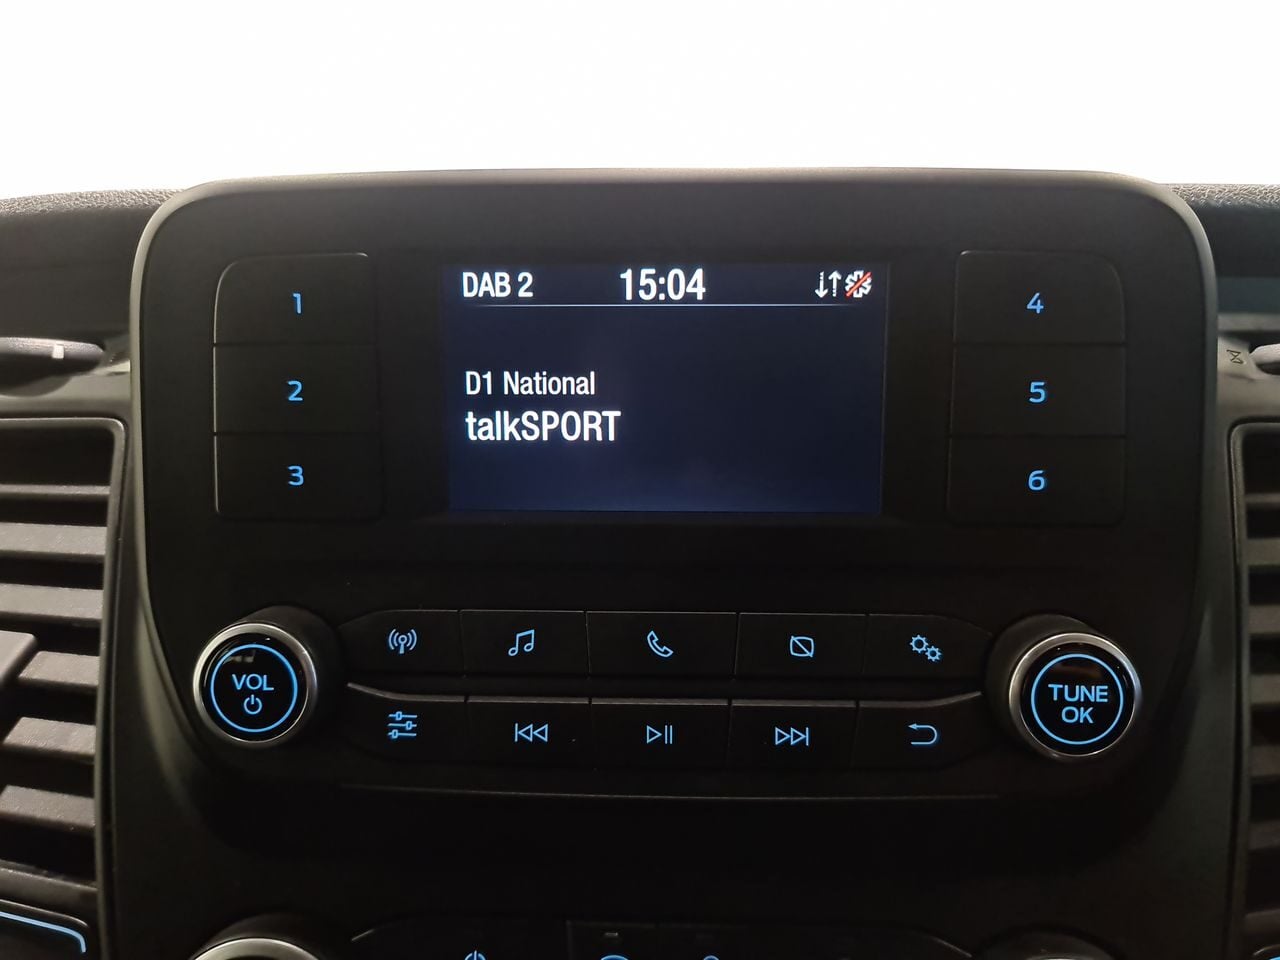 DAB 2 15:04
D1 National
talkSPORT
1
2
3
4
5
6
VOL
TUNE
OK